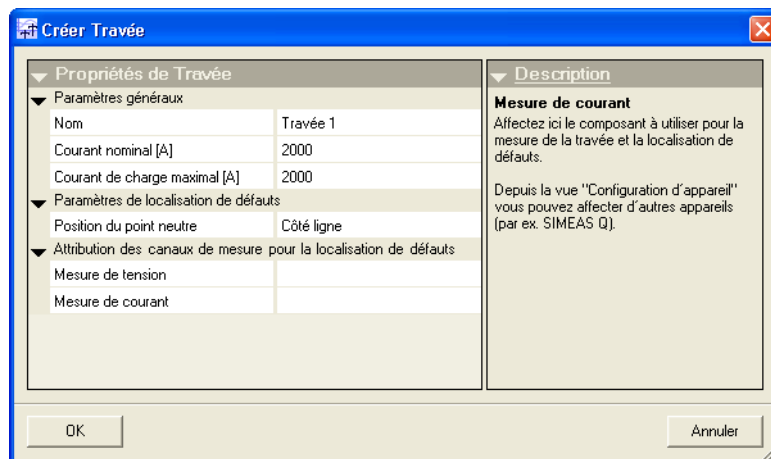 Créer Travée
Propriétés de Travée
Paramètres généraux
Nom Travée 1
Courant nominal [A] 2000
Courant de charge maximal [A] 2000
Paramètres de localisation de défauts
Position du point neutre Côté ligne
Attribution des canaux de mesure pour la localisation de défauts
Mesure de tension
Mesure de courant
Description
Mesure de courant
Affectez ici le composant à utiliser pour la
mesure de la travée et la localisation de
défauts.
Depuis la vue "Configuration d´appareil"
vous pouvez affecter d´autres appareils
(par ex. SIMEAS Q).
OK
Annuler